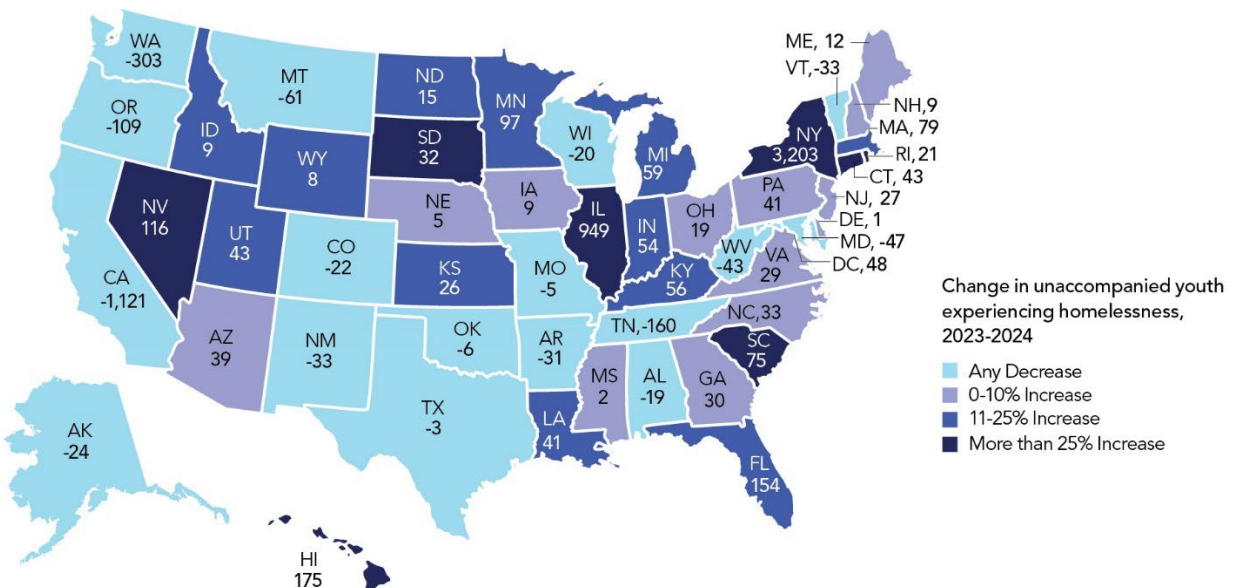 WA
-303
OR
-109
CA
-1,121
NV
116
ID
9
MT
-61
WY
8
UT
43
AZ
39
CO
-22
NM
-33
ND
15
SD
32
NE
5
KS
26
OK
-6
TX
-3
MN
97
IA
9
MO
-5
AR
-31
LA
41
WI
-20
IL
949
MI
59
IN
54
OH
19
KY
56
TN,-160
MS
2
AL
-19
GA
30
FL
154
SC
75
NC,33
VA
29
WV
-43
PA
41
NY
3,203
ME, 12
VT,-33
NH,9
MA, 79
RI, 21
CT, 43
NJ, 27
DE, 1
MD, -47
DC, 48
AK
-24
HI
175
Change in unaccompanied youth
experiencing homelessness,
2023-2024
Any Decrease
0-10% Increase
11-25% Increase
More than 25% Increase